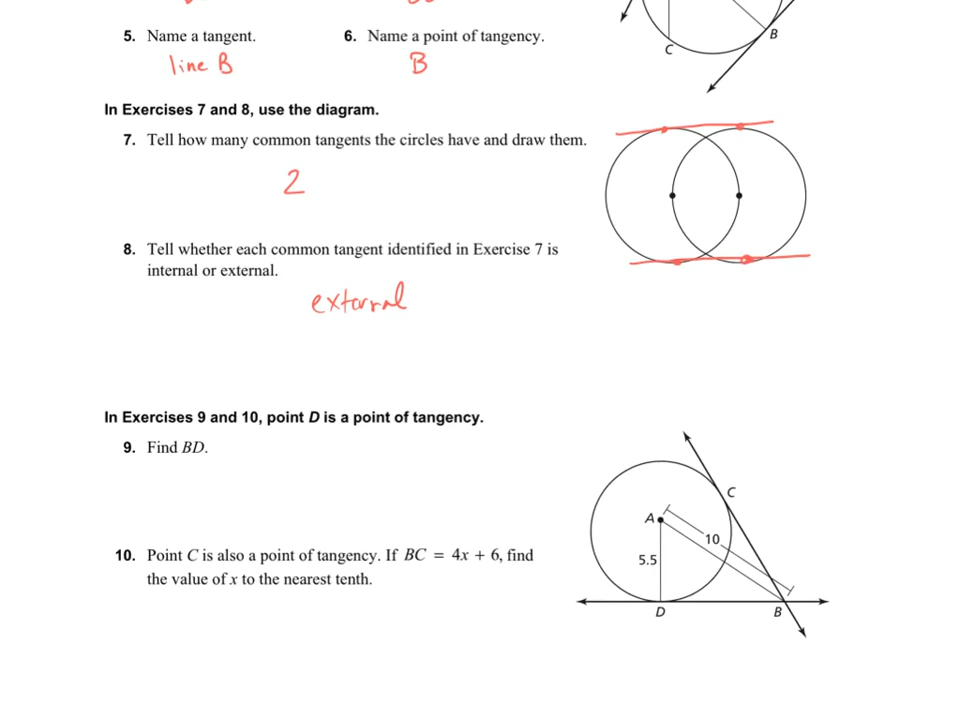 5. Name a tangent.
6. Name a point of tangency.
line B
B
C
B
In Exercises 7 and 8, use the diagram.
7. Tell how many common tangents the circles have and draw them.
2
8. Tell whether each common tangent identified in Exercise 7 is
internal or external.
external
In Exercises 9 and 10, point D is a point of tangency.
9. Find BD.
10. Point C is also a point of tangency. If BC = 4x + 6, find
the value of x to the nearest tenth.
C
A
10
5.5
D
B